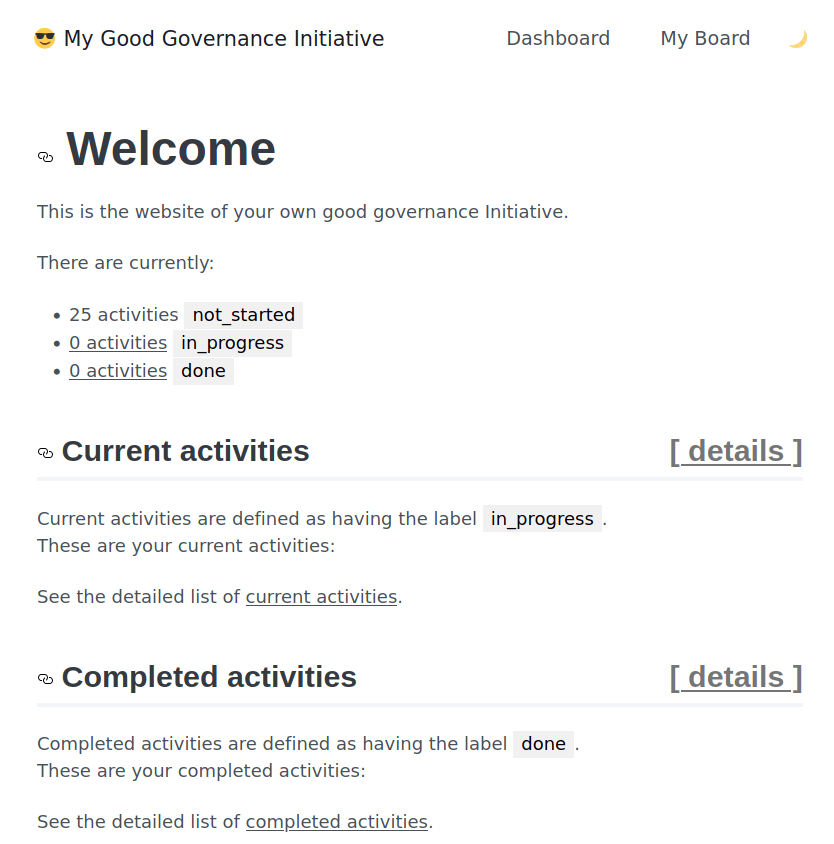 😎 My Good Governance Initiative Dashboard My Board 🌙
Welcome
This is the website of your own good governance Initiative.
There are currently:
• 25 activities not_started
• 0 activities in_progress
• 0 activities done
Current activities [ details ]
Current activities are defined as having the label in_progress.
These are your current activities:
See the detailed list of current activities.
Completed activities [ details ]
Completed activities are defined as having the label done.
These are your completed activities:
See the detailed list of completed activities.